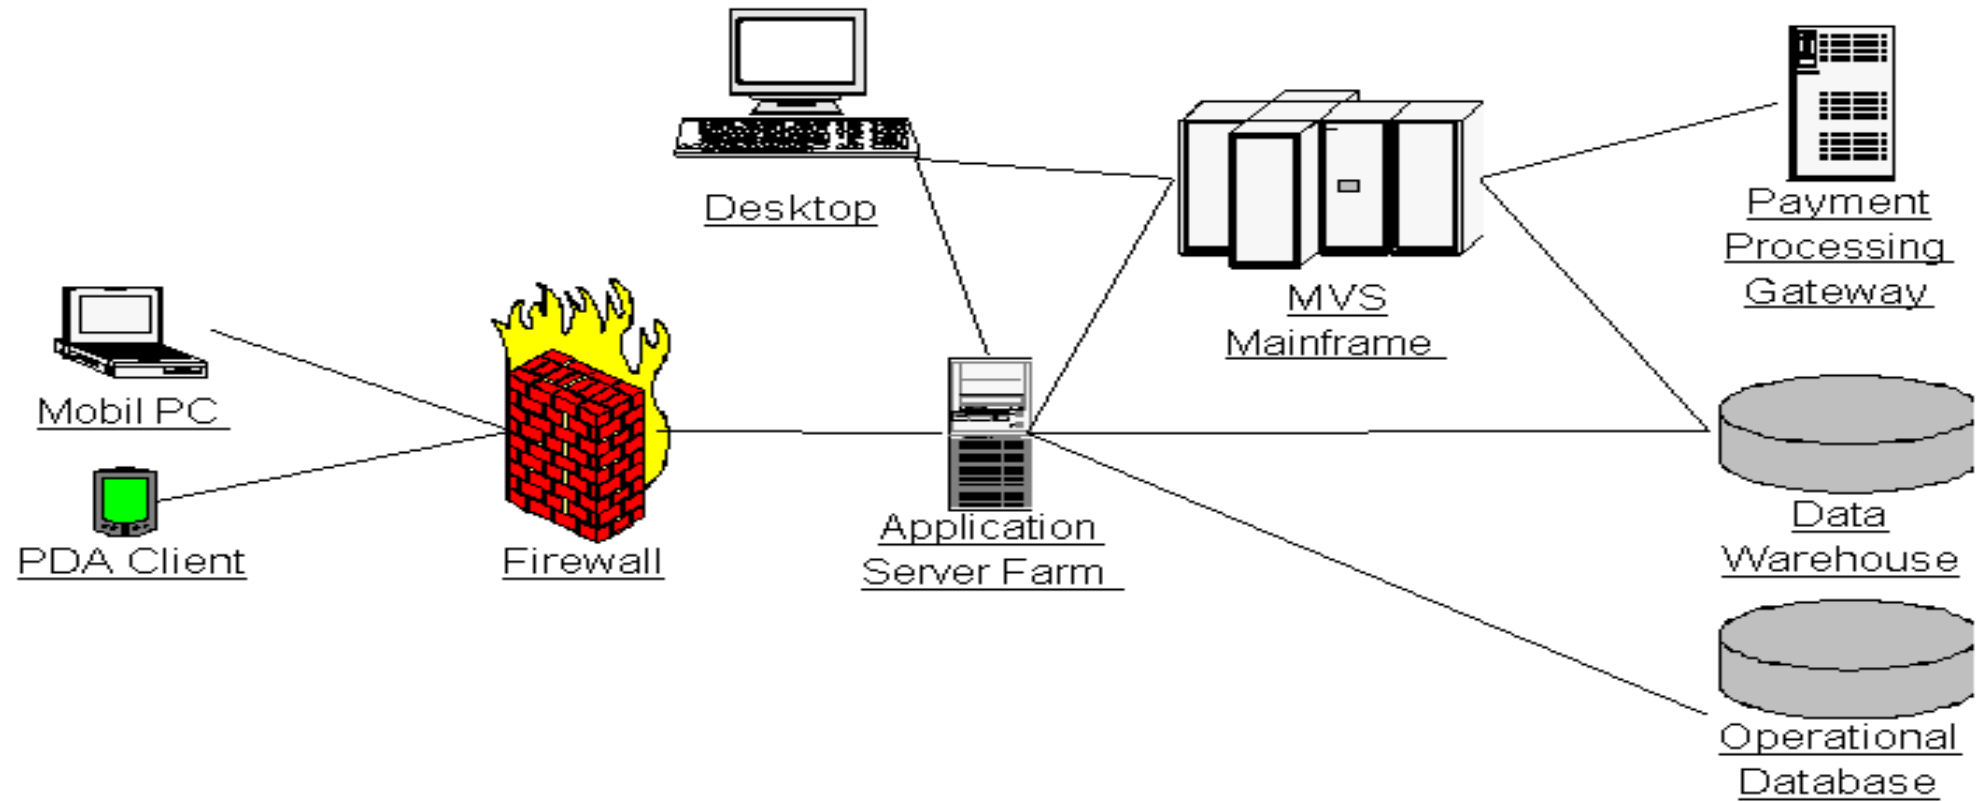 Desktop
MVS
Mainframe
Payment
Processing
Gateway
Mobil PC
PDA Client
Firewall
Application
Server Farm
Data
Warehouse
Operational
Database